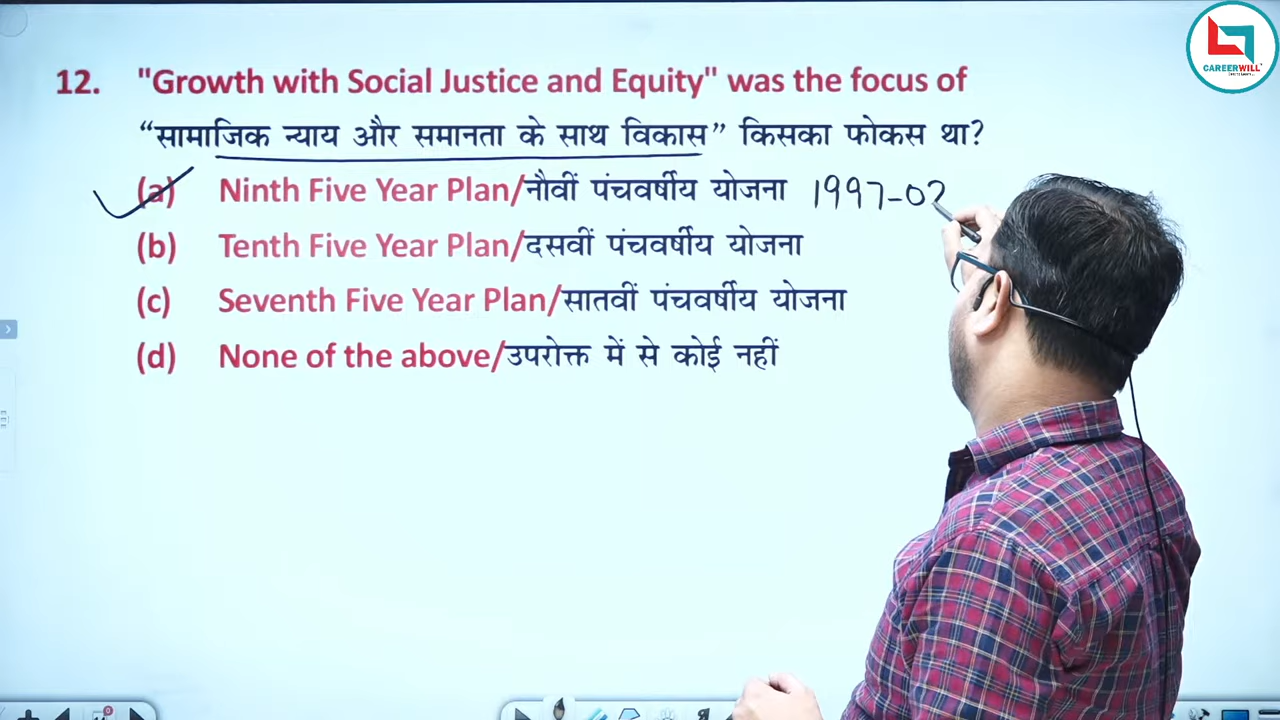 CAREERWILL
12. "Growth with Social Justice and Equity" was the focus of
“सामाजिक न्याय और समानता के साथ विकास” किसका फोकस था?
(a) Ninth Five Year Plan/नौवीं पंचवर्षीय योजना 1997-02
(b) Tenth Five Year Plan/दसवीं पंचवर्षीय योजना
(c) Seventh Five Year Plan/सातवीं पंचवर्षीय योजना
(d) None of the above/उपरोक्त में से कोई नहीं